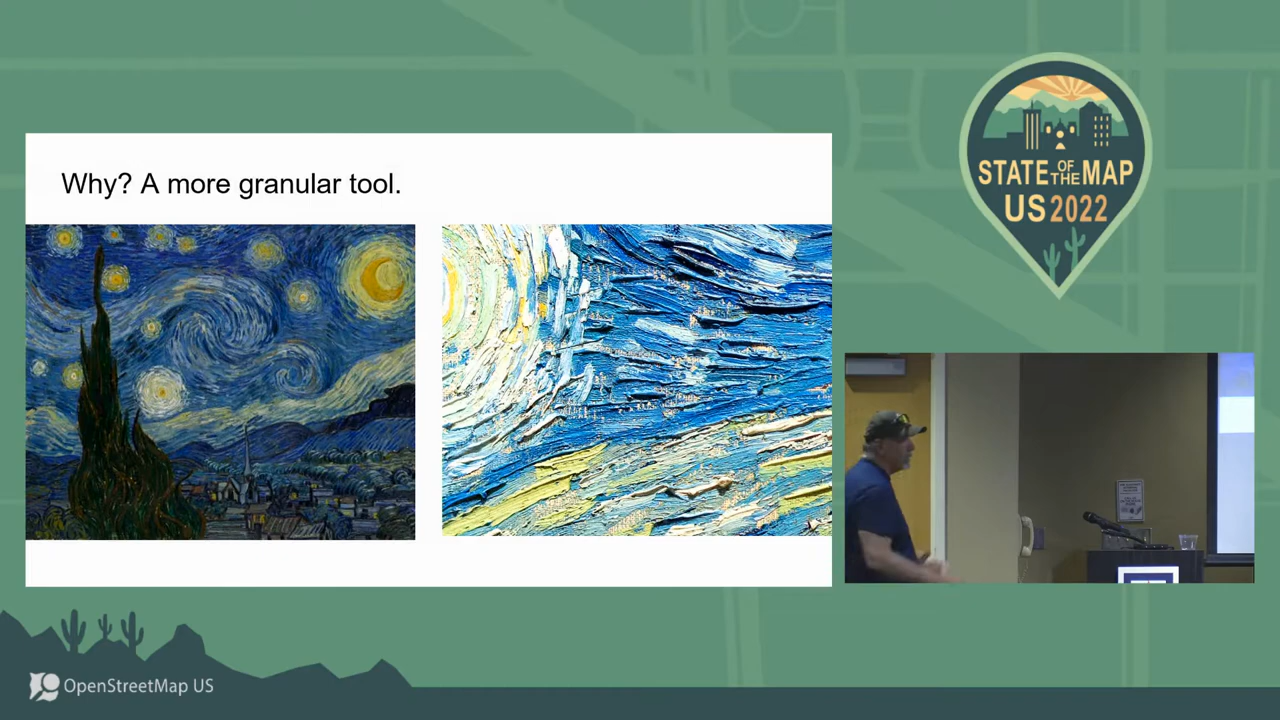 Why? A more granular tool.
STATE OF THE MAP
US 2022
OpenStreetMap US